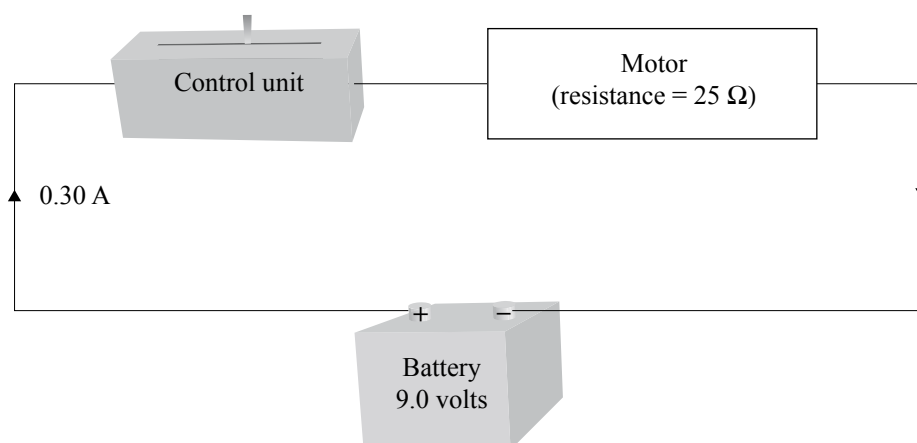 Control unit
Motor
(resistance = 25 Ω)
0.30 A
+ −
Battery
9.0 volts